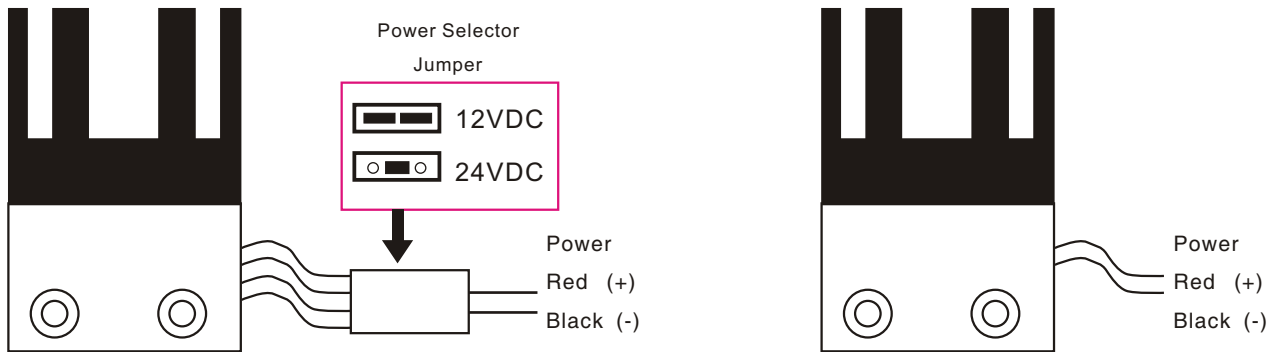 Power Selector
Jumper
12VDC
24VDC
Power
Red (+)
Black (-)
Power
Red (+)
Black (-)